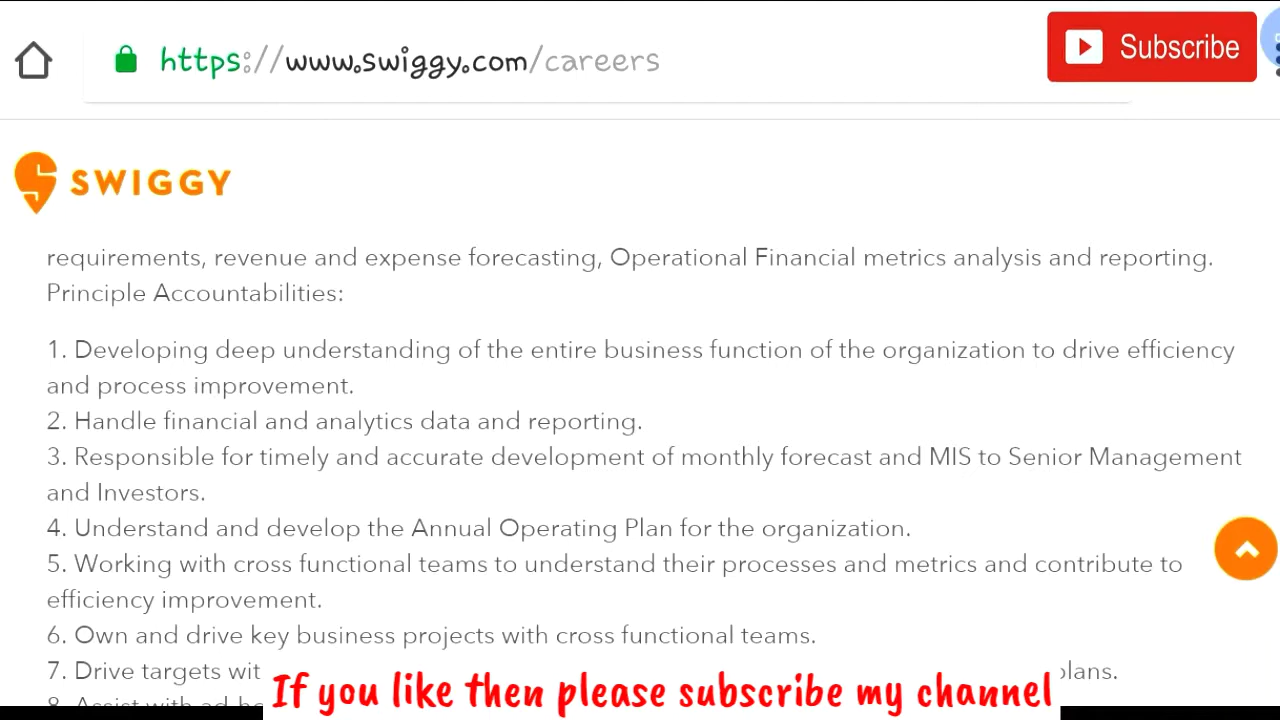 https://www.swiggy.com/careers
Subscribe
SWIGGY
requirements, revenue and expense forecasting, Operational Financial metrics analysis and reporting.
Principle Accountabilities:
1. Developing deep understanding of the entire business function of the organization to drive efficiency
and process improvement.
2. Handle financial and analytics data and reporting.
3. Responsible for timely and accurate development of monthly forecast and MIS to Senior Management
and Investors.
4. Understand and develop the Annual Operating Plan for the organization.
5. Working with cross functional teams to understand their processes and metrics and contribute to
efficiency improvement.
6. Own and drive key business projects with cross functional teams.
7. Drive targets plans.
8. Assist with
If you like then please subscribe my channel